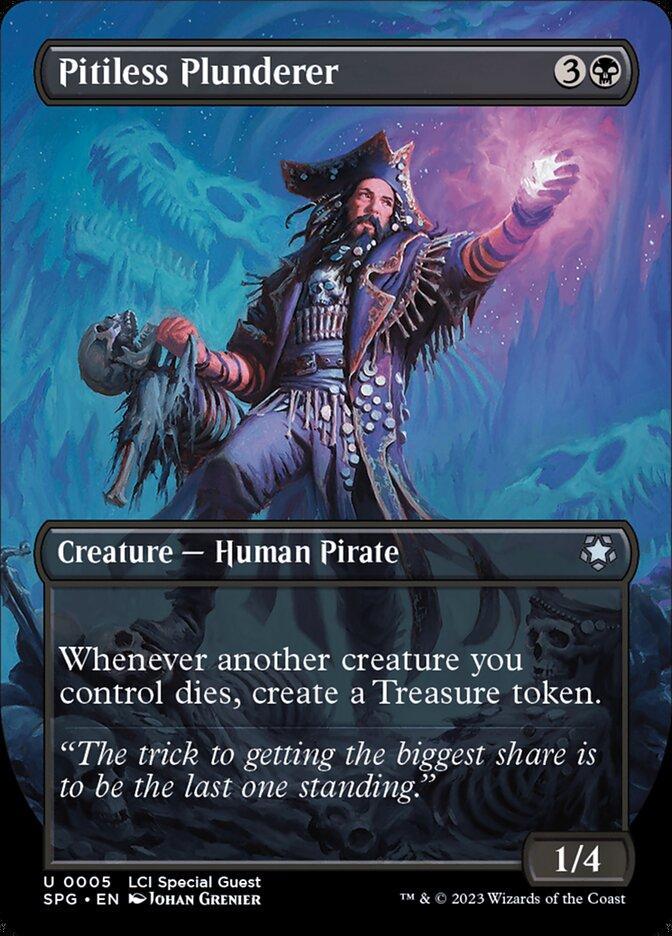 Pitiless Plunderer 3
Creature — Human Pirate
Whenever another creature you
control dies, create a Treasure token.
“The trick to getting the biggest share is
to be the last one standing.”
1/4
U 0005 LCI Special Guest
SPG • EN Johan Grenier
™ & © 2023 Wizards of the Coast